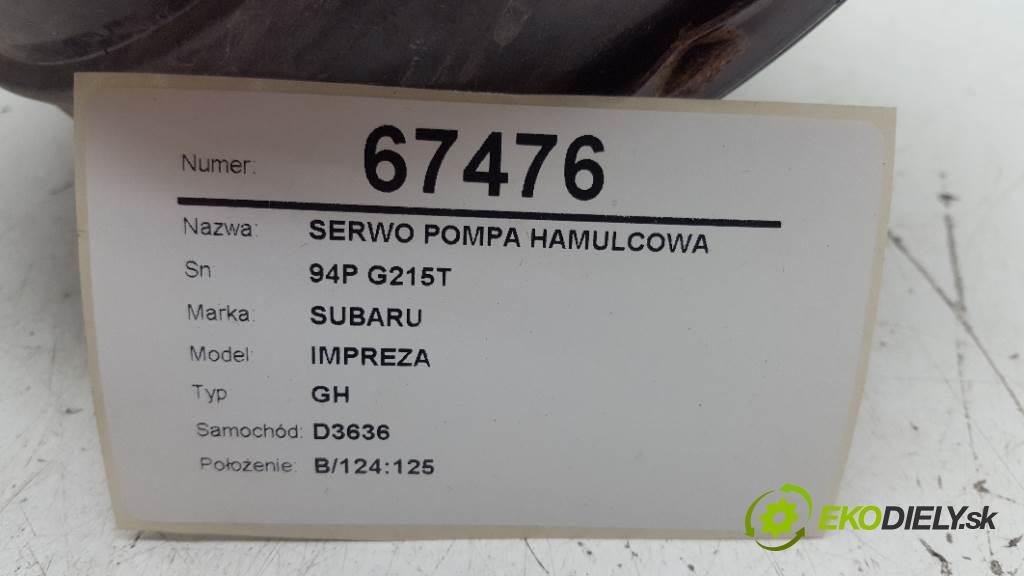 Numer: 67476
Nazwa: SERWO POMPA HAMULCOWA
Sn 94P G215T
Marka: SUBARU
Model: IMPREZA
Typ GH
Samochód: D3636
Położenie: B/124:125
EKODIELY.sk